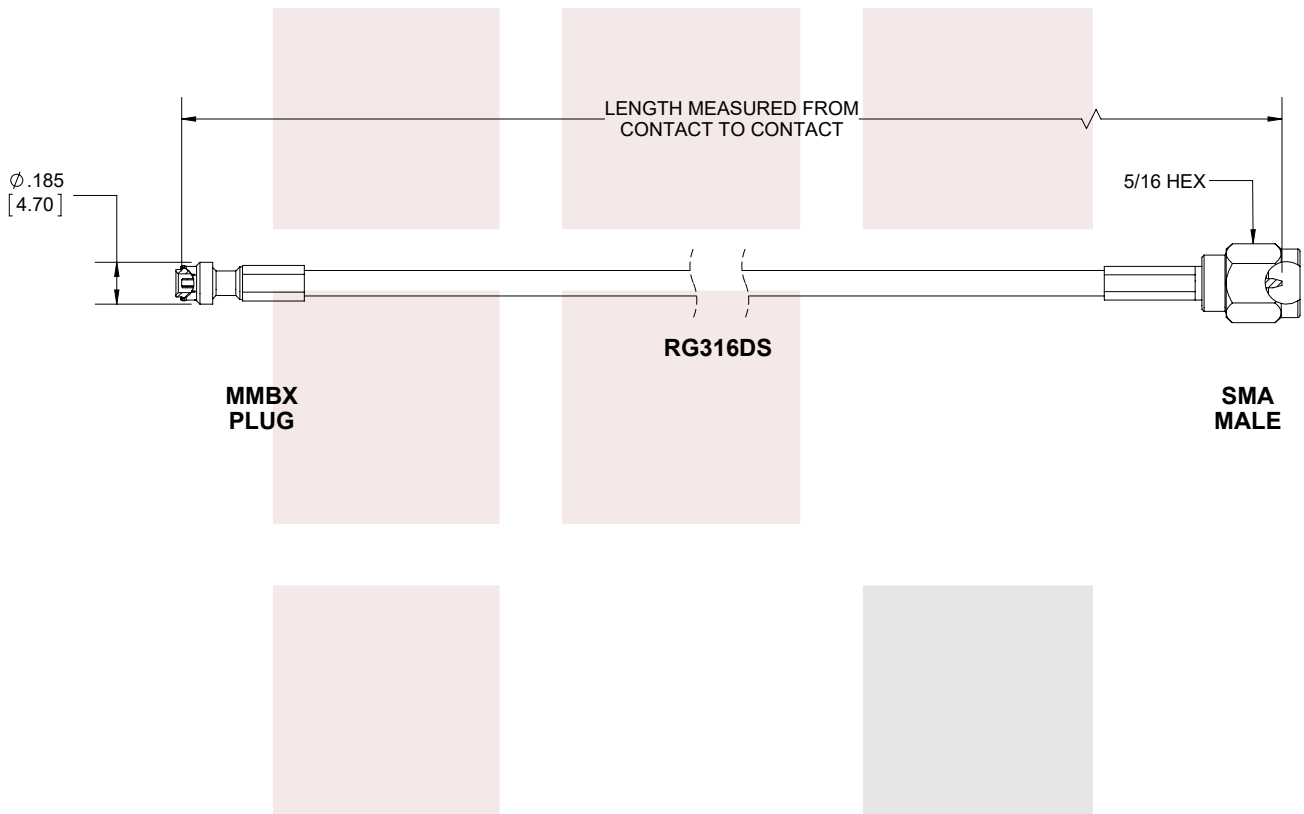 LENGTH MEASURED FROM
CONTACT TO CONTACT
⌀.185
[4.70]
5/16 HEX
RG316DS
MMBX
PLUG
SMA
MALE